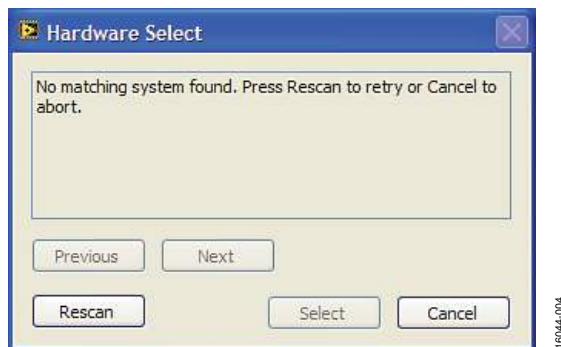 Hardware Select
No matching system found. Press Rescan to retry or Cancel to
abort.
Previous Next
Rescan Select Cancel
16044-004